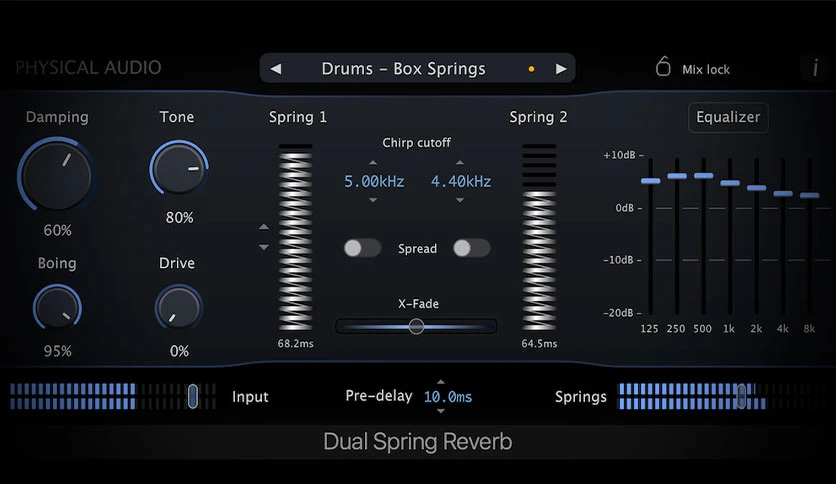 PHYSICAL AUDIO
Drums - Box Springs
Mix lock
i
Damping
Tone
Spring 1
Spring 2
Equalizer
Chirp cutoff
5.00kHz 4.40kHz
60%
80%
Spread
Boing
Drive
X-Fade
95%
0%
68.2ms
64.5ms
+10dB
0dB
-10dB
-20dB
125 250 500 1k 2k 4k 8k
Input
Pre-delay 10.0ms
Springs
Dual Spring Reverb